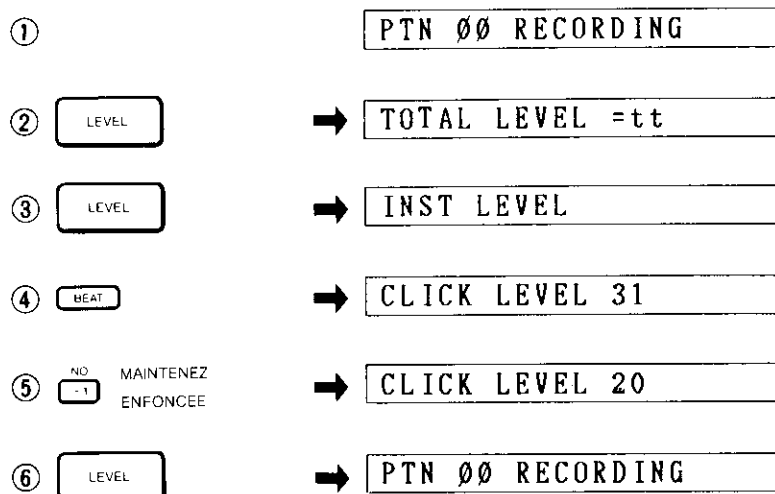 ① PTN ØØ RECORDING
② LEVEL ➡ TOTAL LEVEL =tt
③ LEVEL ➡ INST LEVEL
④ BEAT ➡ CLICK LEVEL 31
⑤ NO -1 MAINTENEZ ENFONCEE ➡ CLICK LEVEL 20
⑥ LEVEL ➡ PTN ØØ RECORDING